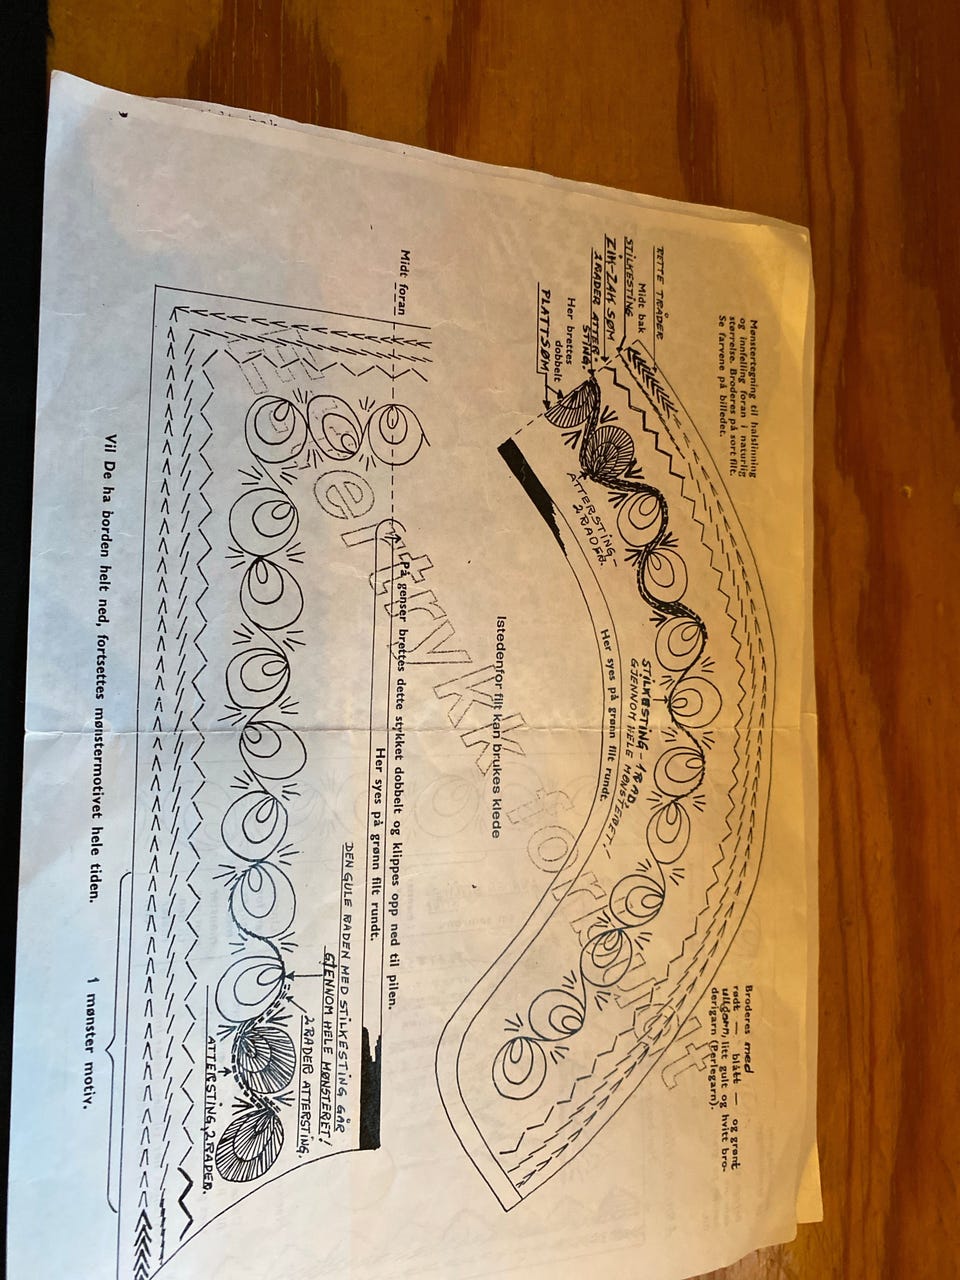 Mønstertegning til halslinning
og innfelling foran i naturlig
størrelse. Broderes på sort filt.
Se farvene på billedet.
RETTE TRÅDER
Midt bak
STILKESTING
ZIK-ZAK SØM
2 RADER ATTER-
STING.
Her brettes
dobbelt
PLATTSØM
ATTERSTING-
2 RADER.
STILKESTING-1 RAD,
GJENNOM HELE MØNSTERET!
Her syes på grønn filt rundt.
Broderes med
rødt — blått — og grønt
ullgarn, litt gult og hvitt bro-
derigarn (Perlegarn).
Istedenfor filt kan brukes klede
Ettertrykk forbudt
Midt foran
På genser brettes dette stykket dobbelt og klippes opp ned til pilen.
Her syes på grønn filt rundt.
DEN GULE RADEN MED STILKESTING GÅR
GJENNOM HELE MØNSTERET!
2 RADER ATTERSTING.
ATTERSTING, 2 RADER.
Vil De ha borden helt ned, fortsettes mønstermotivet hele tiden.
1 mønster motiv.